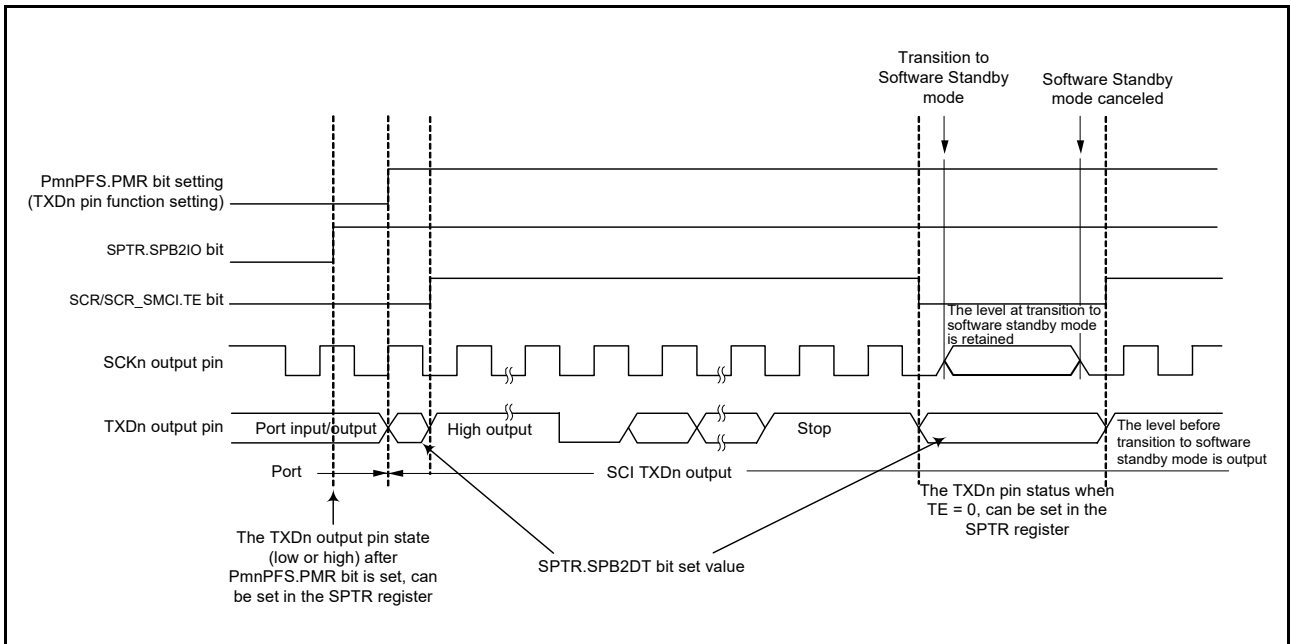 Transition to
Software Standby
mode
Software Standby
mode canceled
PmnPFS.PMR bit setting
(TXDn pin function setting)
SPTR.SPB2IO bit
SCR/SCR_SMCI.TE bit
The level at transition to
software standby mode
is retained
SCKn output pin
TXDn output pin
Port input/output
High output
Stop
The level before
transition to software
standby mode is output
Port
SCI TXDn output
The TXDn pin status when
TE = 0, can be set in the
SPTR register
The TXDn output pin state
(low or high) after
PmnPFS.PMR bit is set, can
be set in the SPTR register
SPTR.SPB2DT bit set value